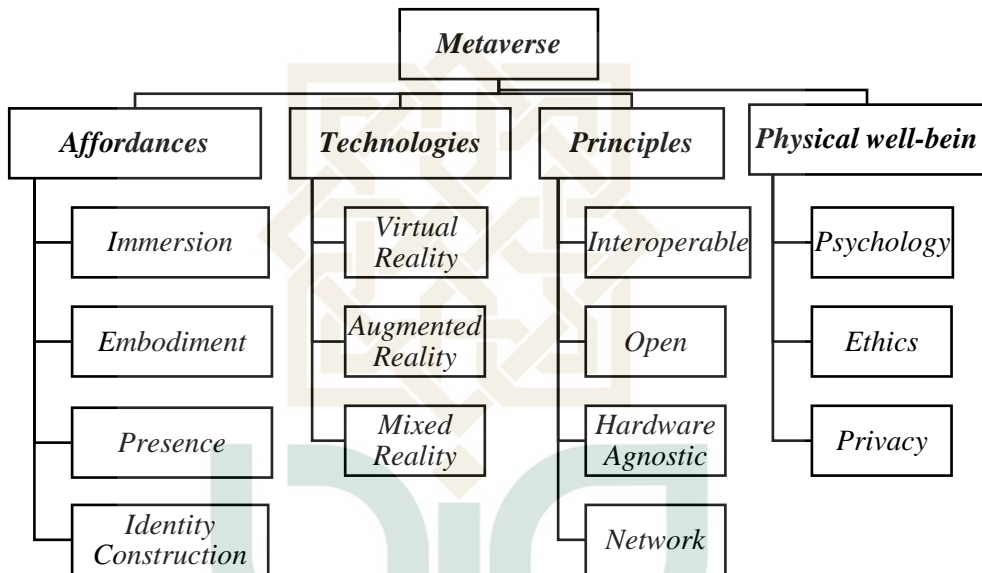 Metaverse
Affordances
Technologies
Principles
Physical well-bein
Immersion
Virtual
Reality
Interoperable
Psychology
Embodiment
Augmented
Reality
Open
Ethics
Presence
Mixed
Reality
Hardware
Agnostic
Privacy
Identity
Construction
Network